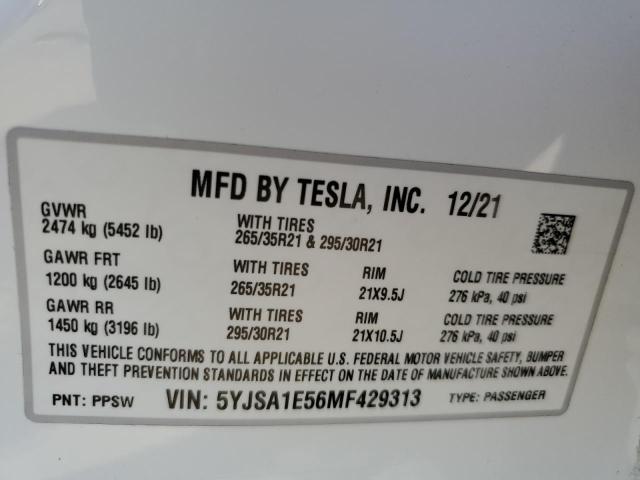 MFD BY TESLA, INC. 12/21
GVWR
2474 kg (5452 lb)
WITH TIRES
265/35R21 & 295/30R21
GAWR FRT
1200 kg (2645 lb)
WITH TIRES
265/35R21
RIM
21X9.5J
COLD TIRE PRESSURE
276 kPa, 40 psi
GAWR RR
1450 kg (3196 lb)
WITH TIRES
295/30R21
RIM
21X10.5J
COLD TIRE PRESSURE
276 kPa, 40 psi
THIS VEHICLE CONFORMS TO ALL APPLICABLE U.S. FEDERAL MOTOR VEHICLE SAFETY, BUMPER
AND THEFT PREVENTION STANDARDS IN EFFECT ON THE DATE OF MANUFACTURE SHOWN ABOVE.
PNT: PPSW VIN: 5YJSA1E56MF429313 TYPE: PASSENGER